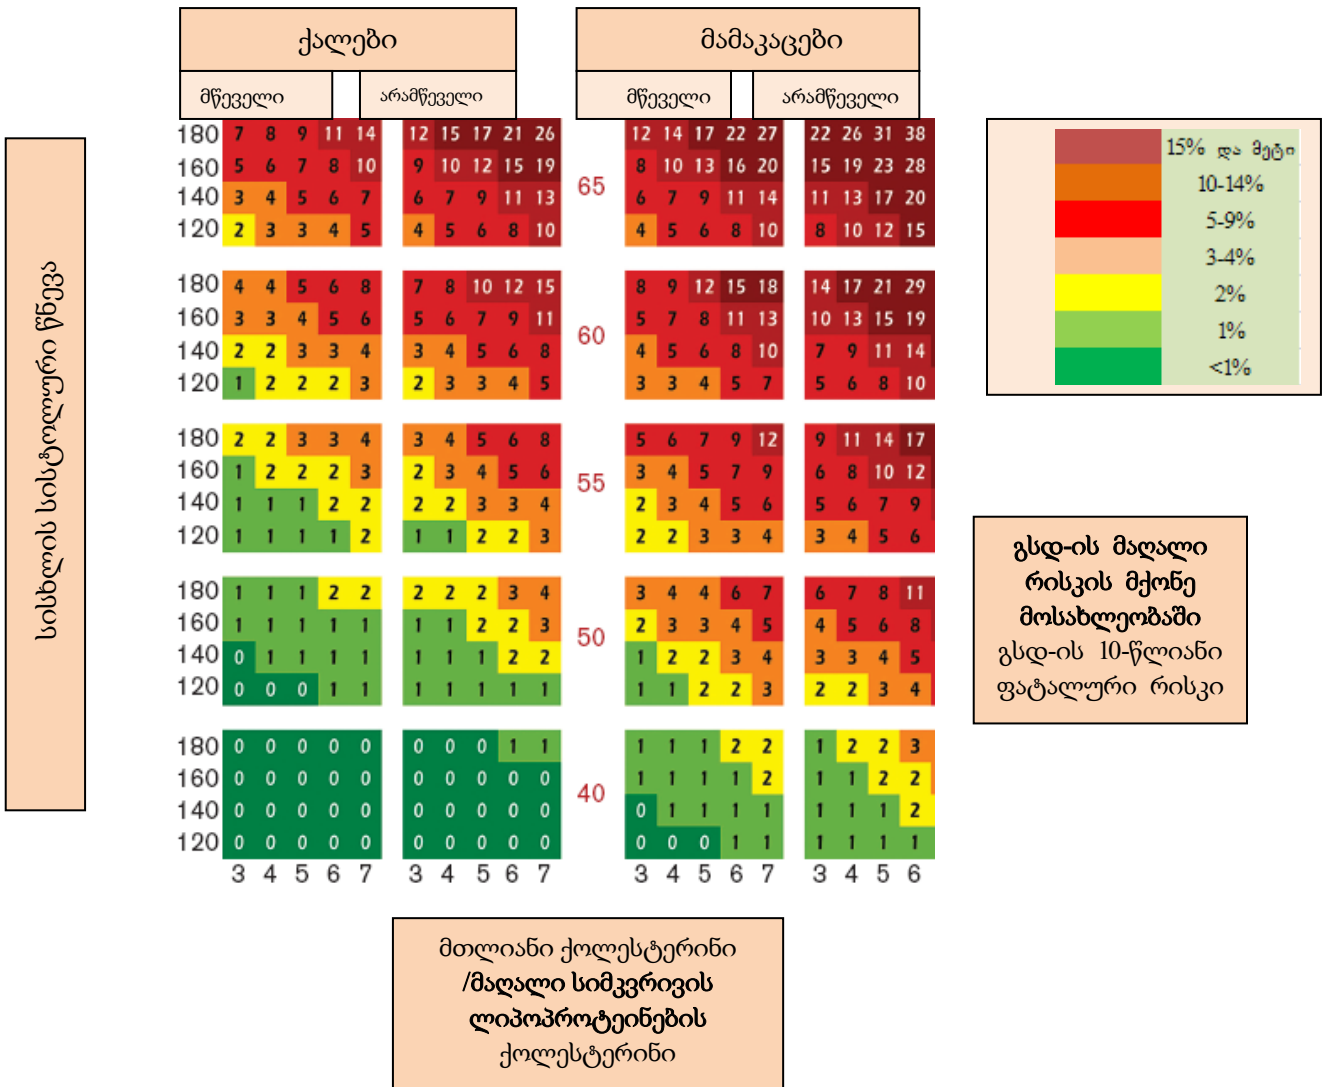 ქალები
მამაკაცები
მწეველი
არამწეველი
მწეველი
არამწეველი
სისხლის სისტოლური წნევა
180 7 8 9 11 14 12 15 17 21 26 12 14 17 22 27 22 26 31 38
160 5 6 7 8 10 9 10 12 15 19 8 10 13 16 20 15 19 23 28
65
140 3 4 5 6 7 6 7 9 11 13 6 7 9 11 14 11 13 17 20
120 2 3 3 4 5 4 5 6 8 10 4 5 6 8 10 8 10 12 15
180 4 4 5 6 8 7 8 10 12 15 8 9 12 15 18 14 17 21 29
160 3 3 4 5 6 5 6 7 9 11 5 7 8 11 13 10 13 15 19
60
140 2 2 3 3 4 3 4 5 6 8 4 5 6 8 10 7 9 11 14
120 1 2 2 2 3 2 3 3 4 5 3 3 4 5 7 5 6 8 10
180 2 2 3 3 4 3 4 5 6 8 5 6 7 9 12 9 11 14 17
160 1 2 2 2 3 2 3 4 5 6 3 4 5 7 9 6 8 10 12
55
140 1 1 1 2 2 2 2 3 3 4 2 3 4 5 6 5 6 7 9
120 1 1 1 1 2 1 1 2 2 3 2 2 3 3 4 3 4 5 6
180 1 1 1 2 2 2 2 2 3 4 3 4 4 6 7 6 7 8 11
160 1 1 1 1 1 1 1 2 2 3 2 3 3 4 5 4 5 6 8
50
140 0 1 1 1 1 1 1 1 2 2 1 2 2 3 4 3 3 4 5
120 0 0 0 1 1 1 1 1 1 1 1 1 2 2 3 2 2 3 4
180 0 0 0 0 0 0 0 0 1 1 1 1 1 2 2 1 2 2 3
160 0 0 0 0 0 0 0 0 0 0 1 1 1 1 2 1 1 2 2
40
140 0 0 0 0 0 0 0 0 0 0 0 1 1 1 1 1 1 1 2
120 0 0 0 0 0 0 0 0 0 0 0 0 0 1 1 1 1 1 1
3 4 5 6 7 3 4 5 6 7 3 4 5 6 7 3 4 5 6
15% და მეტი
10-14%
5-9%
3-4%
2%
1%
<1%
გსდ-ის მაღალი
რისკის მქონე
მოსახლეობაში
გსდ-ის 10-წლიანი
ფატალური რისკი
მთლიანი ქოლესტერინი
/მაღალი სიმკვრივის
ლიპოპროტეინების
ქოლესტერინი